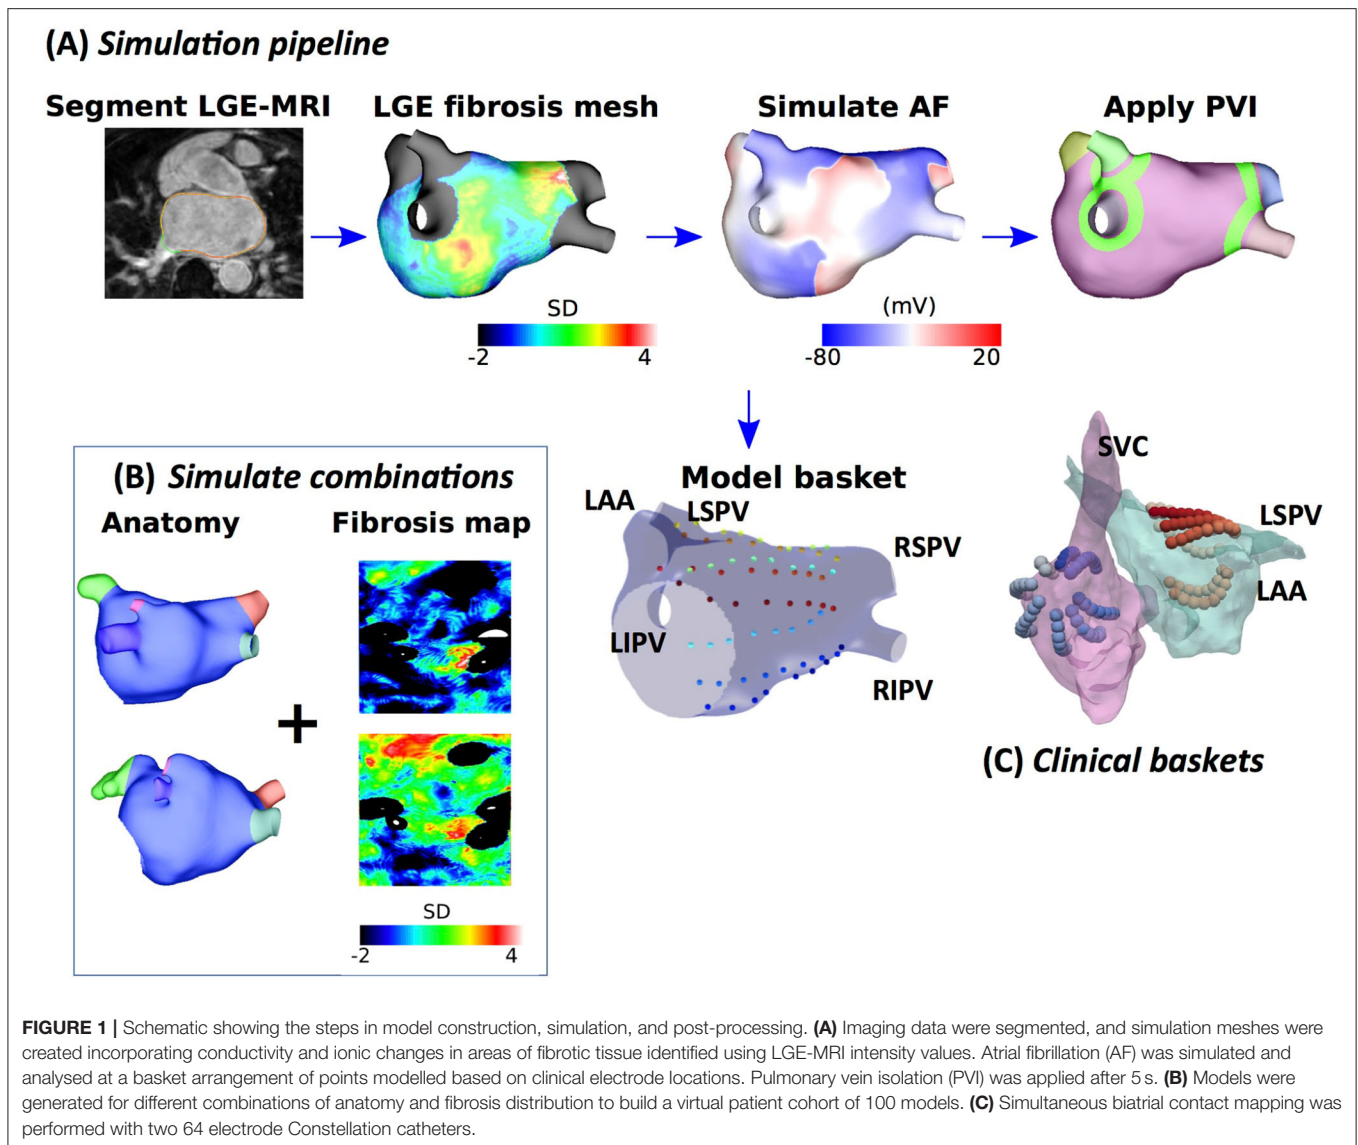 (A) Simulation pipeline
Segment LGE-MRI
LGE fibrosis mesh
Simulate AF
Apply PVI
SD
-2
4
(mV)
-80
20
(B) Simulate combinations
Anatomy
Fibrosis map
+
SD
-2
4
Model basket
LAA
LSPV
RSPV
LIPV
RIPV
SVC
LSPV
LAA
(C) Clinical baskets
FIGURE 1 | Schematic showing the steps in model construction, simulation, and post-processing. (A) Imaging data were segmented, and simulation meshes were
created incorporating conductivity and ionic changes in areas of fibrotic tissue identified using LGE-MRI intensity values. Atrial fibrillation (AF) was simulated and
analysed at a basket arrangement of points modelled based on clinical electrode locations. Pulmonary vein isolation (PVI) was applied after 5 s. (B) Models were
generated for different combinations of anatomy and fibrosis distribution to build a virtual patient cohort of 100 models. (C) Simultaneous biatrial contact mapping was
performed with two 64 electrode Constellation catheters.